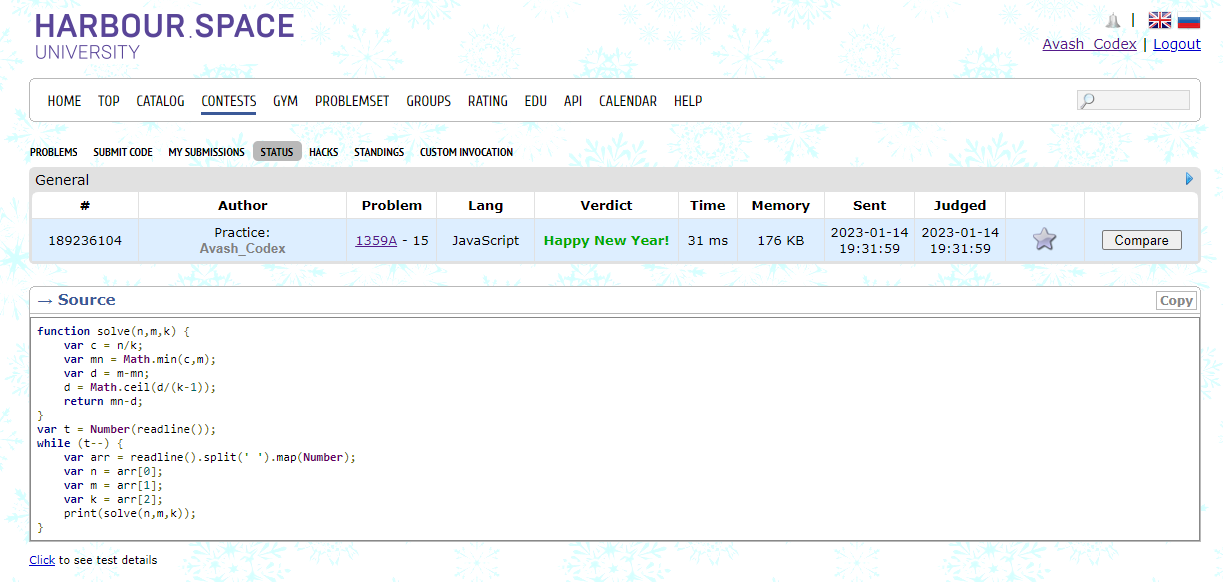 HARBOUR.SPACE
UNIVERSITY
Avash_Codex | Logout
HOME TOP CATALOG CONTESTS GYM PROBLEMSET GROUPS RATING EDU API CALENDAR HELP
PROBLEMS SUBMIT CODE MY SUBMISSIONS STATUS HACKS STANDINGS CUSTOM INVOCATION
General
# Author Problem Lang Verdict Time Memory Sent Judged
189236104 Practice: Avash_Codex 1359A - 15 JavaScript Happy New Year! 31 ms 176 KB 2023-01-14 19:31:59 2023-01-14 19:31:59 Compare
→ Source Copy
function solve(n,m,k) {
    var c = n/k;
    var mn = Math.min(c,m);
    var d = m-mn;
    d = Math.ceil(d/(k-1));
    return mn-d;
}
var t = Number(readline());
while (t--) {
    var arr = readline().split(' ').map(Number);
    var n = arr[0];
    var m = arr[1];
    var k = arr[2];
    print(solve(n,m,k));
}
Click to see test details